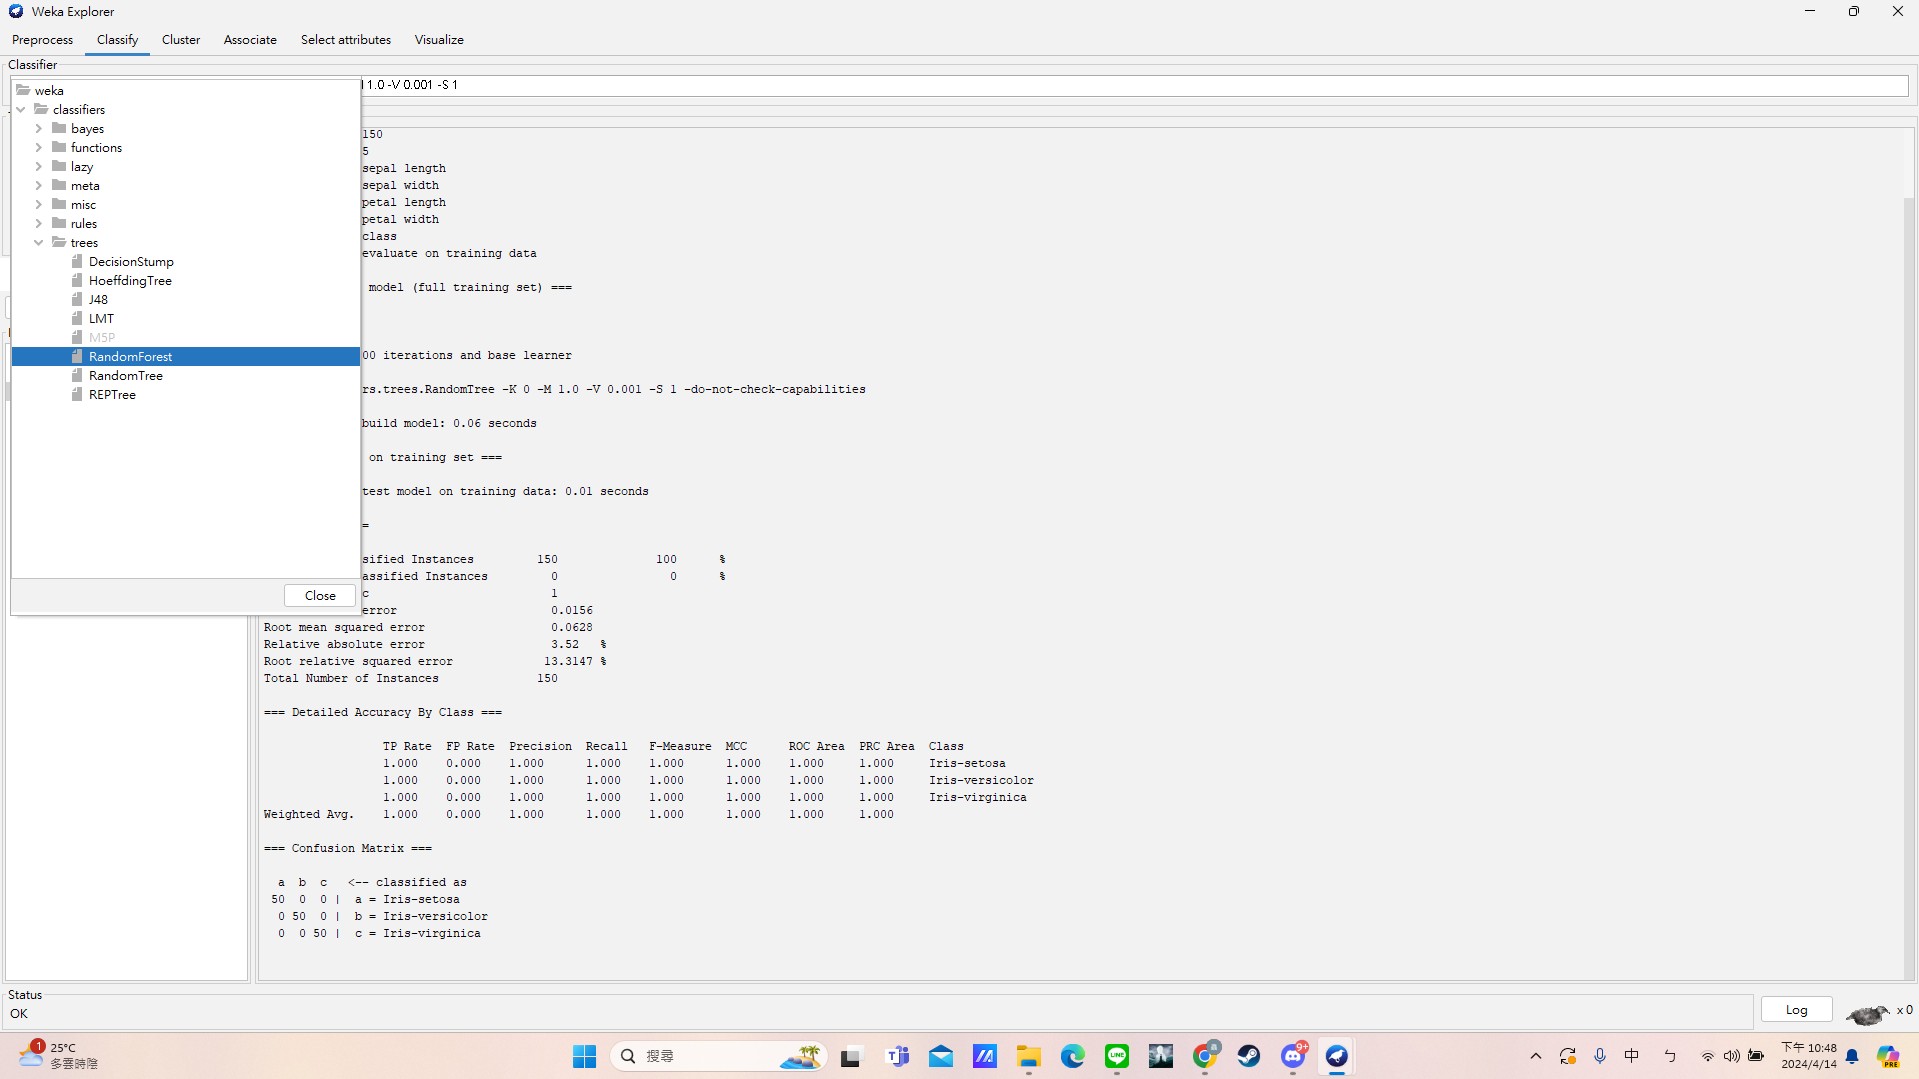 Weka Explorer
Preprocess Classify Cluster Associate Select attributes Visualize
Classifier
1.0 -V 0.001 -S 1
weka
classifiers
bayes
functions
lazy
meta
misc
rules
trees
DecisionStump
HoeffdingTree
J48
LMT
M5P
RandomForest
RandomTree
REPTree
Close
150
5
sepal length
sepal width
petal length
petal width
class
evaluate on training data
model (full training set) ===
00 iterations and base learner
rs.trees.RandomTree -K 0 -M 1.0 -V 0.001 -S 1 -do-not-check-capabilities
build model: 0.06 seconds
on training set ===
test model on training data: 0.01 seconds
=
sified Instances 150 100 %
assified Instances 0 0 %
c 1
error 0.0156
Root mean squared error 0.0628
Relative absolute error 3.52 %
Root relative squared error 13.3147 %
Total Number of Instances 150
=== Detailed Accuracy By Class ===
TP Rate FP Rate Precision Recall F-Measure MCC ROC Area PRC Area Class
1.000 0.000 1.000 1.000 1.000 1.000 1.000 1.000 Iris-setosa
1.000 0.000 1.000 1.000 1.000 1.000 1.000 1.000 Iris-versicolor
1.000 0.000 1.000 1.000 1.000 1.000 1.000 1.000 Iris-virginica
Weighted Avg. 1.000 0.000 1.000 1.000 1.000 1.000 1.000 1.000
=== Confusion Matrix ===
a b c <-- classified as
50 0 0 | a = Iris-setosa
0 50 0 | b = Iris-versicolor
0 0 50 | c = Iris-virginica
Status
OK
Log
x 0
1
25°C
多雲時陰
搜尋
LINE
a
9+
中
ㄣ
下午 10:48
2024/4/14
PRE